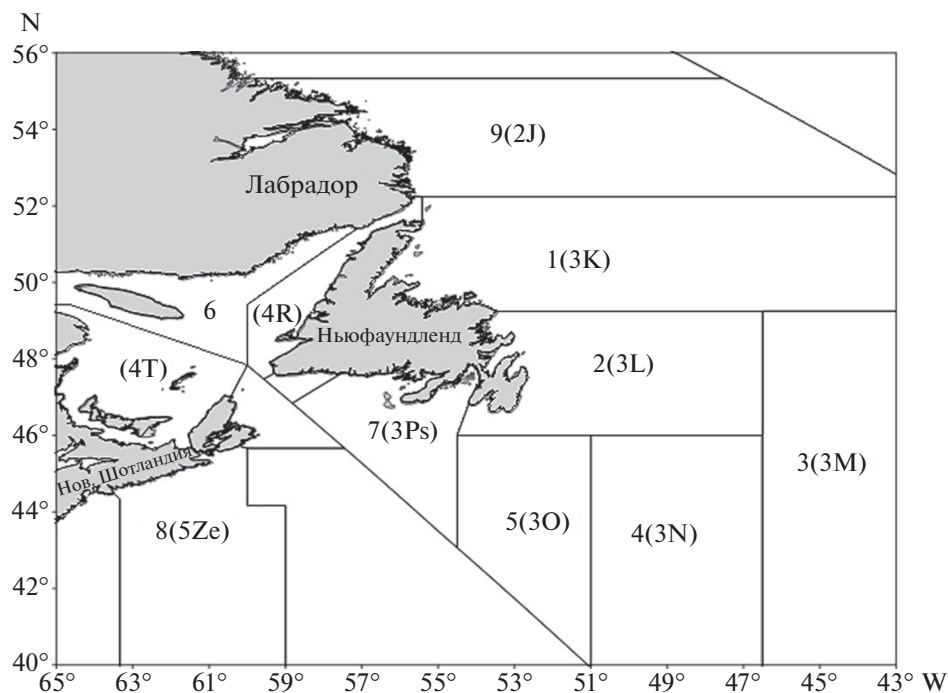 N
56°
54°
9(2J)
Лабрадор
52°
1(3K)
50°
6
(4R)
Ньюфаундленд
48°
(4T)
2(3L)
7(3Ps)
46°
3(3M)
Нов. Шотландия
44°
8(5Ze)
5(3O)
4(3N)
42°
40°
65° 63° 61° 59° 57° 55° 53° 51° 49° 47° 45° 43° W